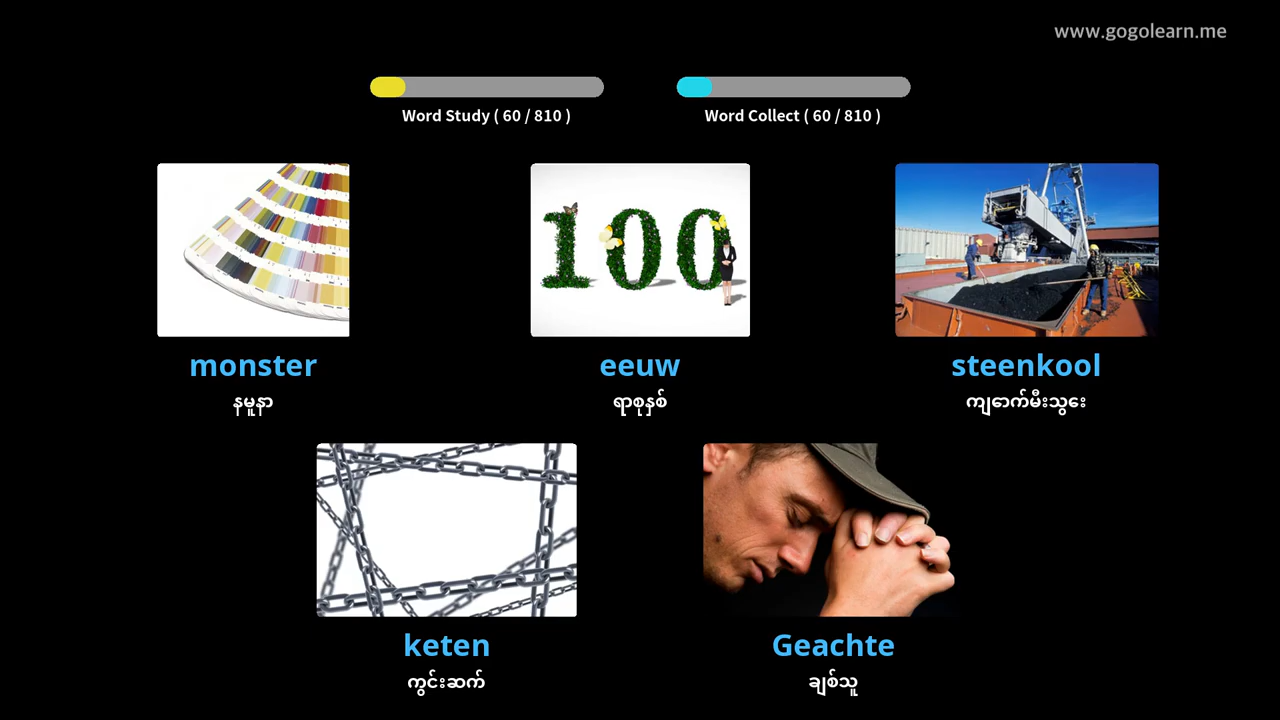 www.gogolearn.me
Word Study ( 60 / 810 )
Word Collect ( 60 / 810 )
monster
နမူနာ
eeuw
ရာစုနှစ်
steenkool
ကျောက်မီးသွေး
100
keten
ကွင်းဆက်
Geachte
ချစ်သူ